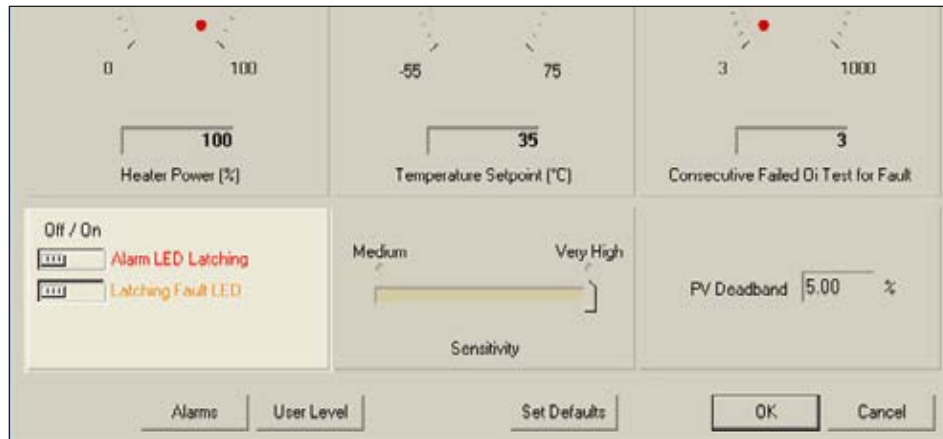 0 100
100
Heater Power (%)
-55 75
35
Temperature Setpoint (°C)
3 1000
3
Consecutive Failed Oi Test for Fault
Off / On
Alarm LED Latching
Latching Fault LED
Medium Very High
Sensitivity
PV Deadband 5.00 %
Alarms User Level Set Defaults OK Cancel